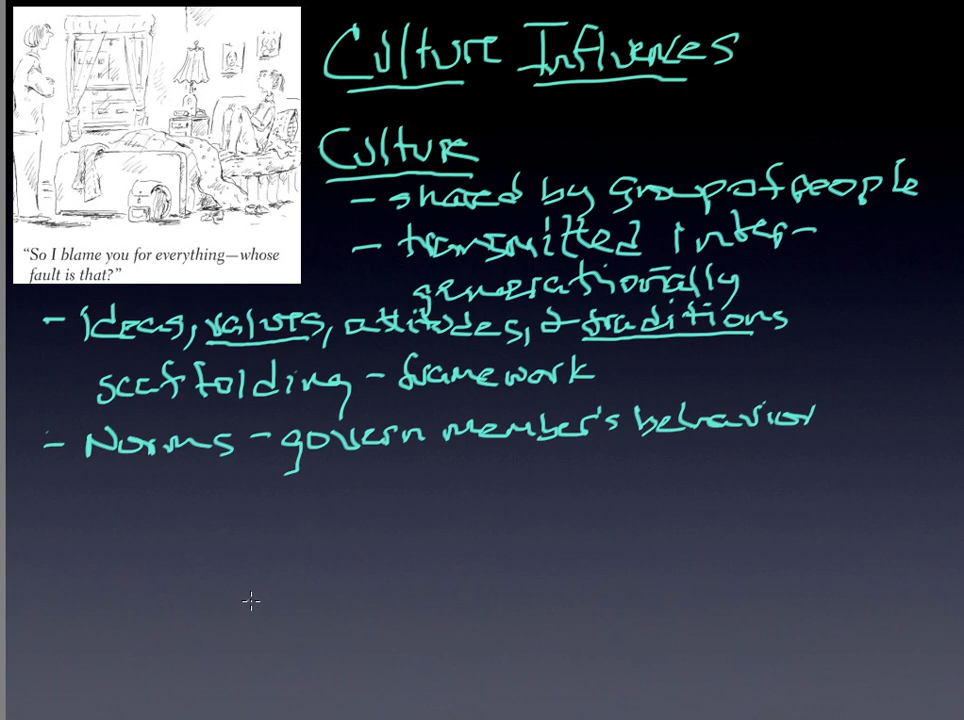 Culture Influences
Culture
- shared by group of people
- transmitted inter-
generationally
"So I blame you for everything—whose
fault is that?"
- Ideas, values, attitudes, & traditions
scaffolding - framework
- Norms - govern member's behavior